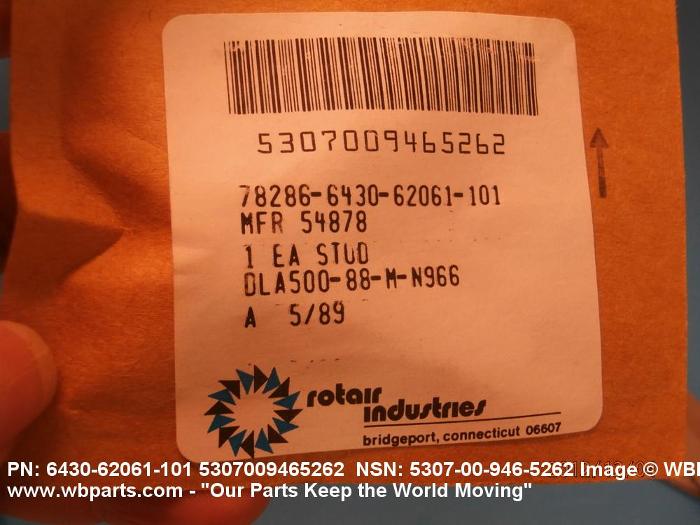 5307009465262
78286-6430-62061-101
MFR 54878
1 EA STUD
DLA500-88-M-N966
A 5/89
rotair
industries
bridgeport, connecticut 06607
PN: 6430-62061-101 5307009465262 NSN: 5307-00-946-5262 Image © WB
www.wbparts.com - "Our Parts Keep the World Moving"